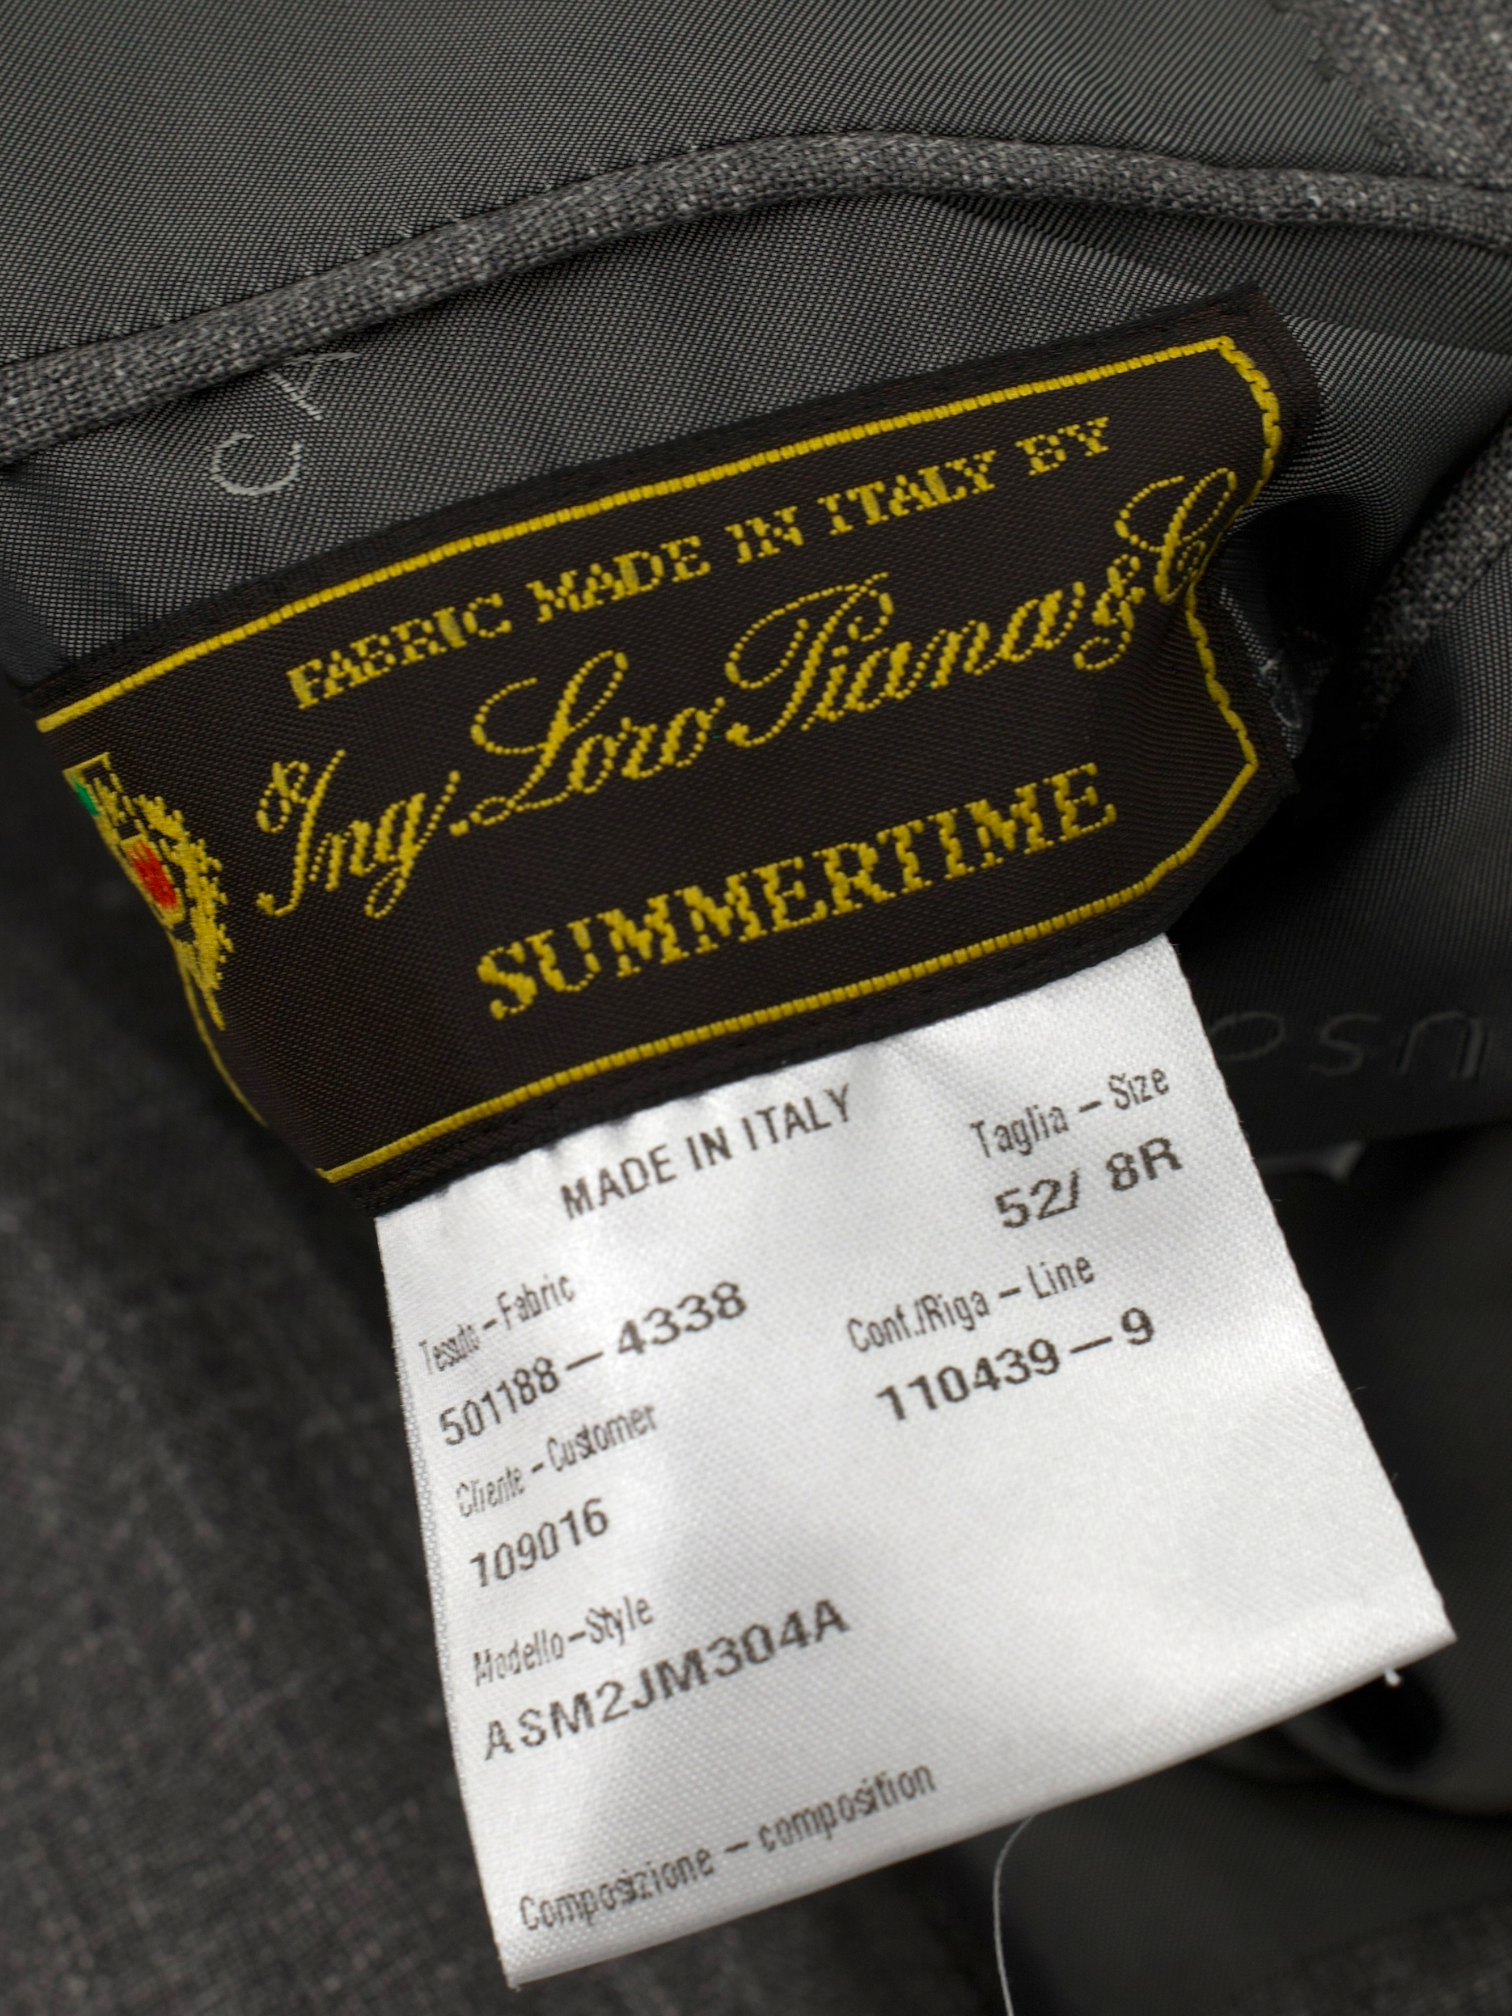 FABRIC MADE IN ITALY BY
Ing. Loro Piana & C
SUMMERTIME
MADE IN ITALY
Taglia - Size
52/ 8R
Tessuto - Fabric
501188-4338
Conf./Riga - Line
110439-9
Cliente - Customer
109016
Modello-Style
ASM2JM304A
Composizione - composition